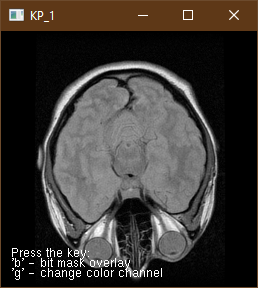 KP_1
Press the key:
'b' - bit mask overlay
'g' - change color channel